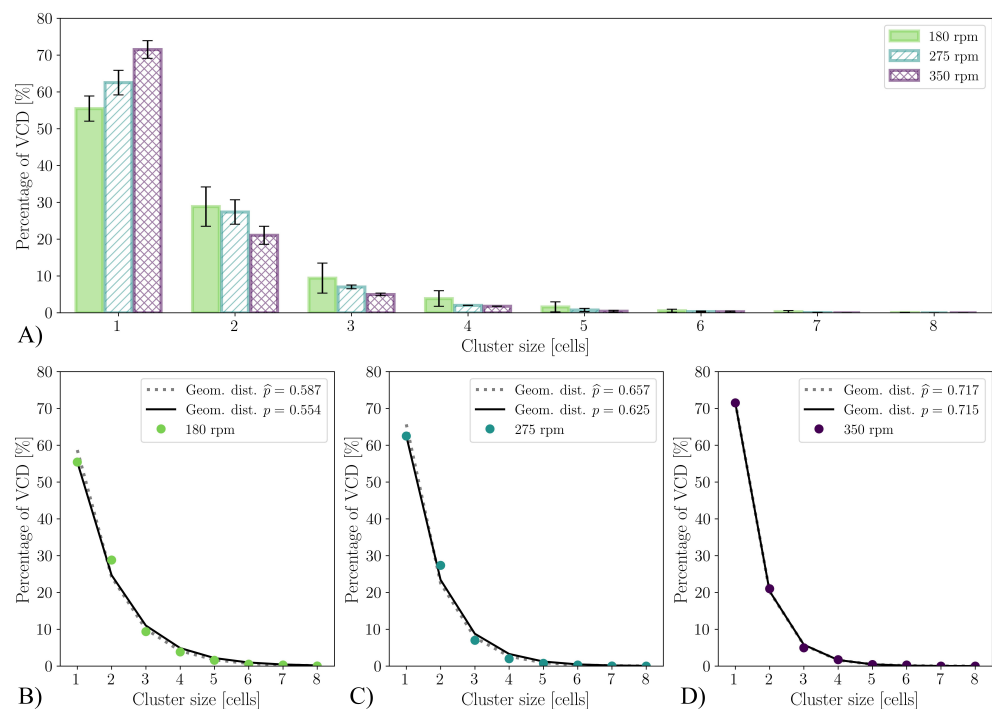 80
70
60
50
40
30
20
10
0
Percentage of VCD [%]
180 rpm
275 rpm
350 rpm
1 2 3 4 5 6 7 8
Cluster size [cells]
A)
80
70
60
50
40
30
20
10
0
Percentage of VCD [%]
Geom. dist. p̂ = 0.587
Geom. dist. p = 0.554
180 rpm
1 2 3 4 5 6 7 8
Cluster size [cells]
B)
80
70
60
50
40
30
20
10
0
Percentage of VCD [%]
Geom. dist. p̂ = 0.657
Geom. dist. p = 0.625
275 rpm
1 2 3 4 5 6 7 8
Cluster size [cells]
C)
80
70
60
50
40
30
20
10
0
Percentage of VCD [%]
Geom. dist. p̂ = 0.717
Geom. dist. p = 0.715
350 rpm
1 2 3 4 5 6 7 8
Cluster size [cells]
D)